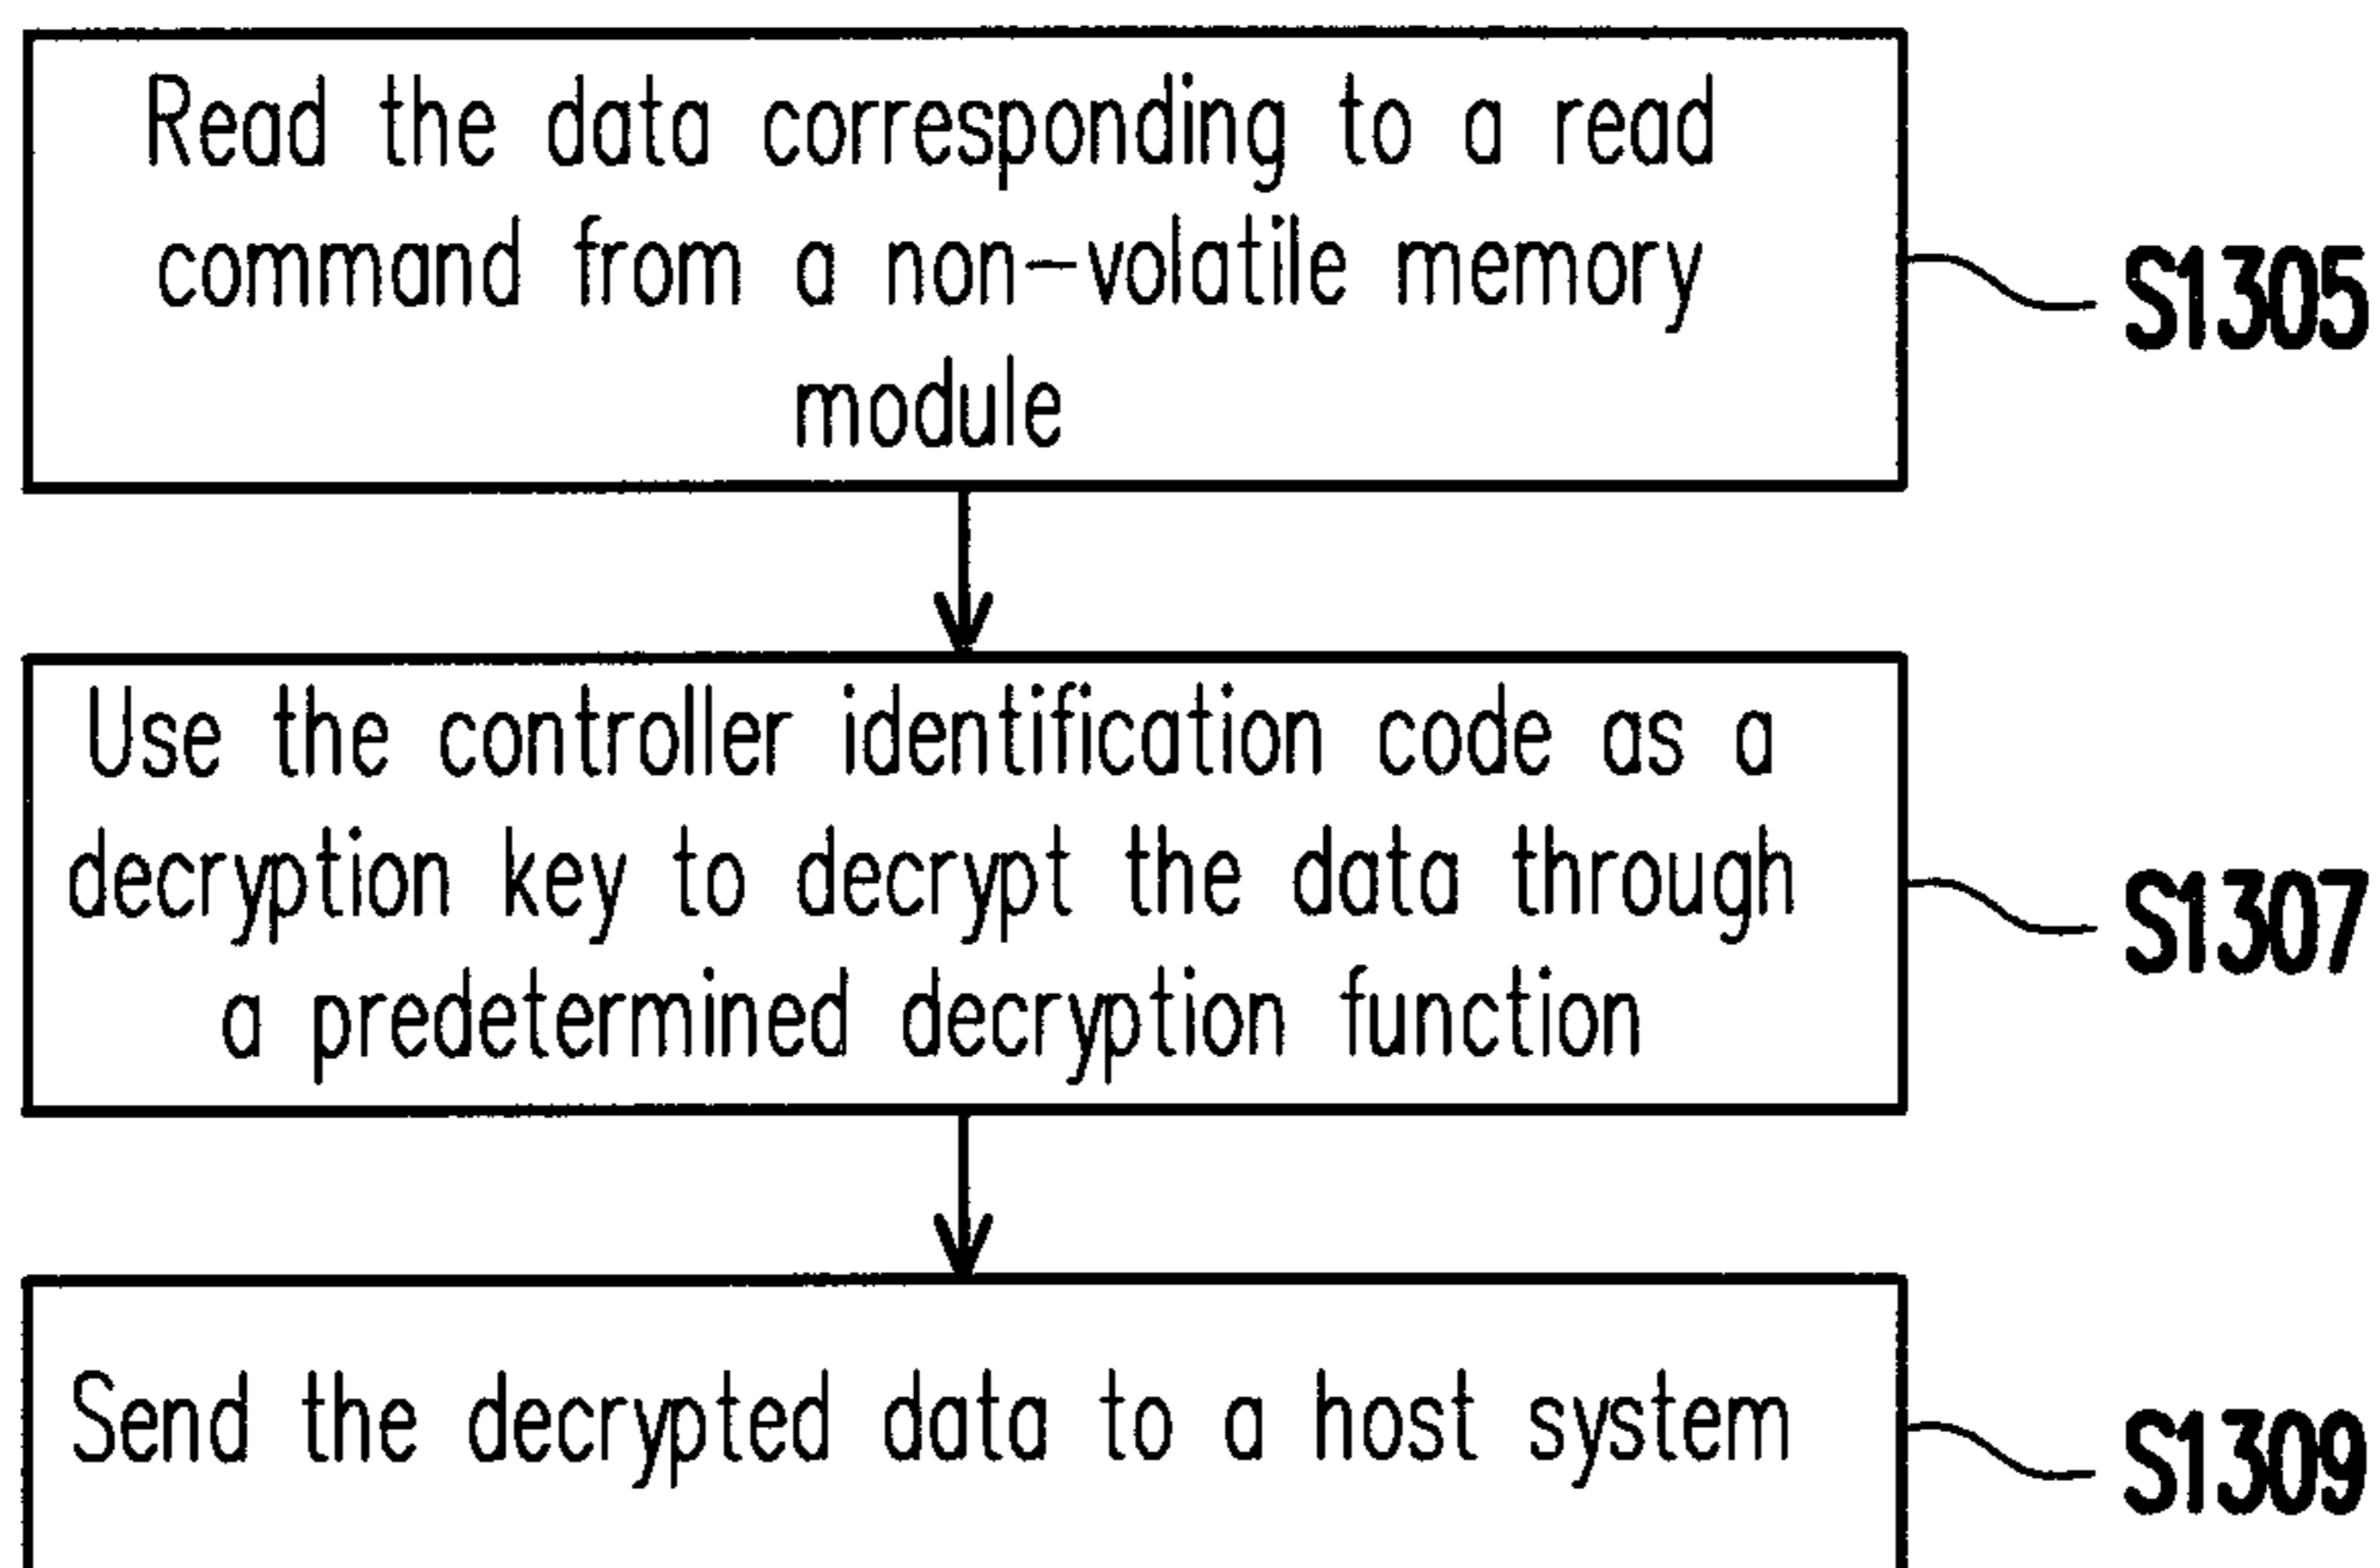 Read the data corresponding to a read
command from a non-volatile memory
module
S1305
Use the controller identification code as a
decryption key to decrypt the data through
a predetermined decryption function
S1307
Send the decrypted data to a host system
S1309